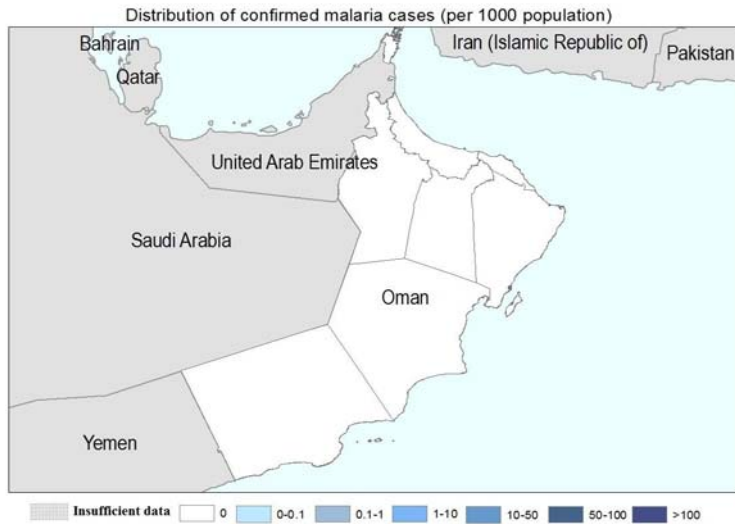 Distribution of confirmed malaria cases (per 1000 population)
Bahrain
Qatar
Iran (Islamic Republic of)
Pakistan
United Arab Emirates
Saudi Arabia
Oman
Yemen
Insufficient data 0 0-0.1 0.1-1 1-10 10-50 50-100 >100